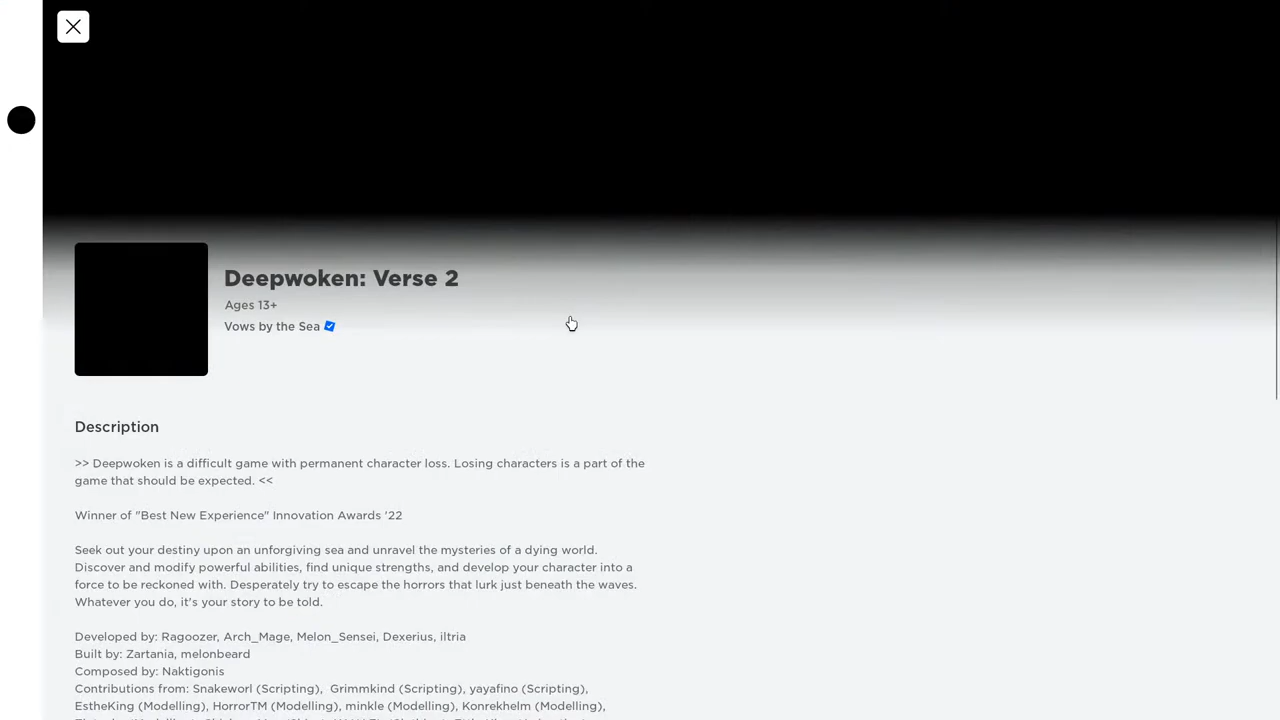 Deepwoken: Verse 2
Ages 13+
Vows by the Sea
Description
>> Deepwoken is a difficult game with permanent character loss. Losing characters is a part of the
game that should be expected. <<
Winner of "Best New Experience" Innovation Awards '22
Seek out your destiny upon an unforgiving sea and unravel the mysteries of a dying world.
Discover and modify powerful abilities, find unique strengths, and develop your character into a
force to be reckoned with. Desperately try to escape the horrors that lurk just beneath the waves.
Whatever you do, it's your story to be told.
Developed by: Ragoozer, Arch_Mage, Melon_Sensei, Dexerius, iltria
Built by: Zartania, melonbeard
Composed by: Naktigonis
Contributions from: Snakeworl (Scripting),  Grimmkind (Scripting), yayafino (Scripting),
EstheKing (Modelling), HorrorTM (Modelling), minkle (Modelling), Konrekhelm (Modelling),